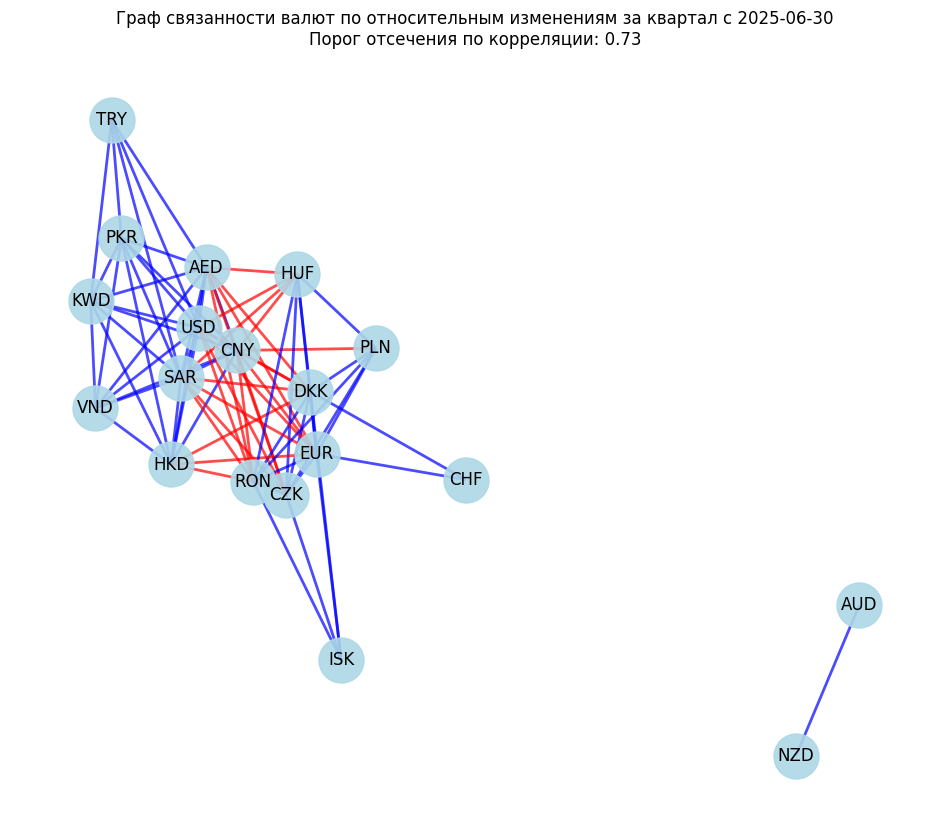 Граф связанности валют по относительным изменениям за квартал с 2025-06-30
Порог отсечения по корреляции: 0.73
TRY
PKR
AED
HUF
KWD
USD
CNY
PLN
SAR
DKK
VND
EUR
HKD
RON
CZK
CHF
AUD
ISK
NZD